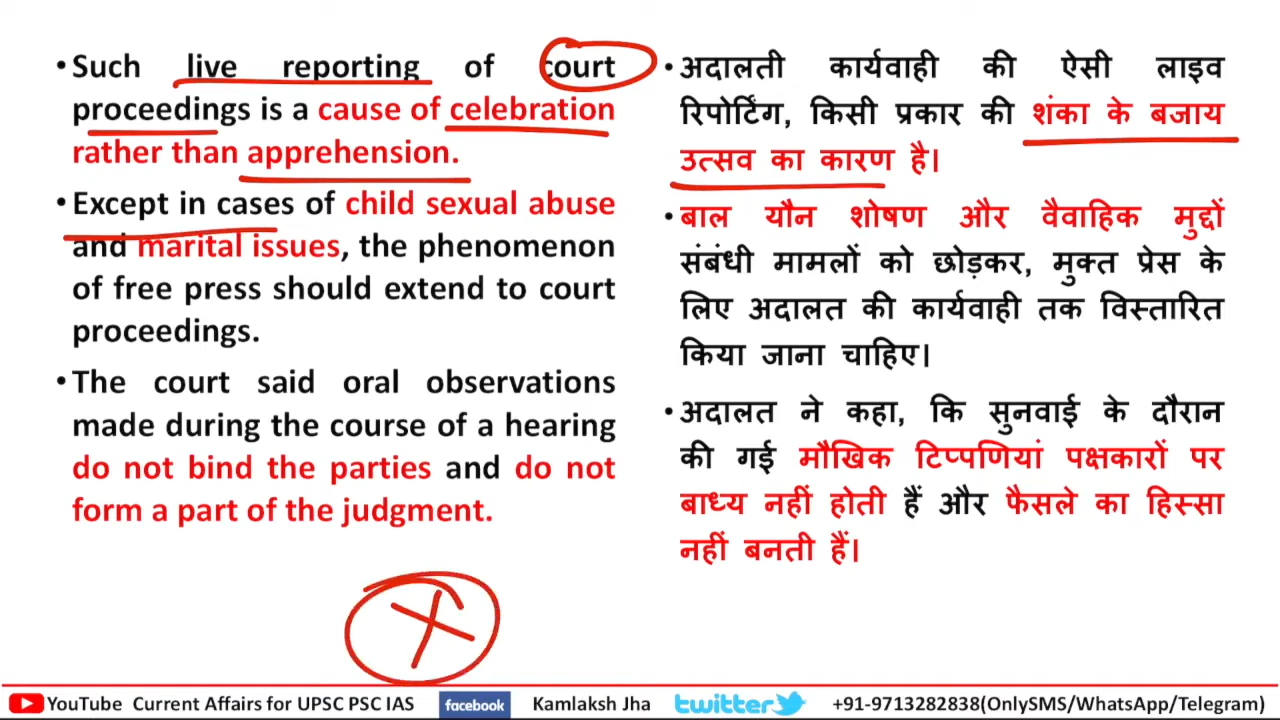 •Such live reporting of court
proceedings is a cause of celebration
rather than apprehension.
•Except in cases of child sexual abuse
and marital issues, the phenomenon
of free press should extend to court
proceedings.
•The court said oral observations
made during the course of a hearing
do not bind the parties and do not
form a part of the judgment.
•अदालती कार्यवाही की ऐसी लाइव
रिपोर्टिंग, किसी प्रकार की शंका के बजाय
उत्सव का कारण है।
•बाल यौन शोषण और वैवाहिक मुद्दों
संबंधी मामलों को छोड़कर, मुक्त प्रेस के
लिए अदालत की कार्यवाही तक विस्तारित
किया जाना चाहिए।
•अदालत ने कहा, कि सुनवाई के दौरान
की गई मौखिक टिप्पणियां पक्षकारों पर
बाध्य नहीं होती हैं और फैसले का हिस्सा
नहीं बनती हैं।
YouTube Current Affairs for UPSC PSC IAS facebook Kamlaksh Jha twitter +91-9713282838(OnlySMS/WhatsApp/Telegram)